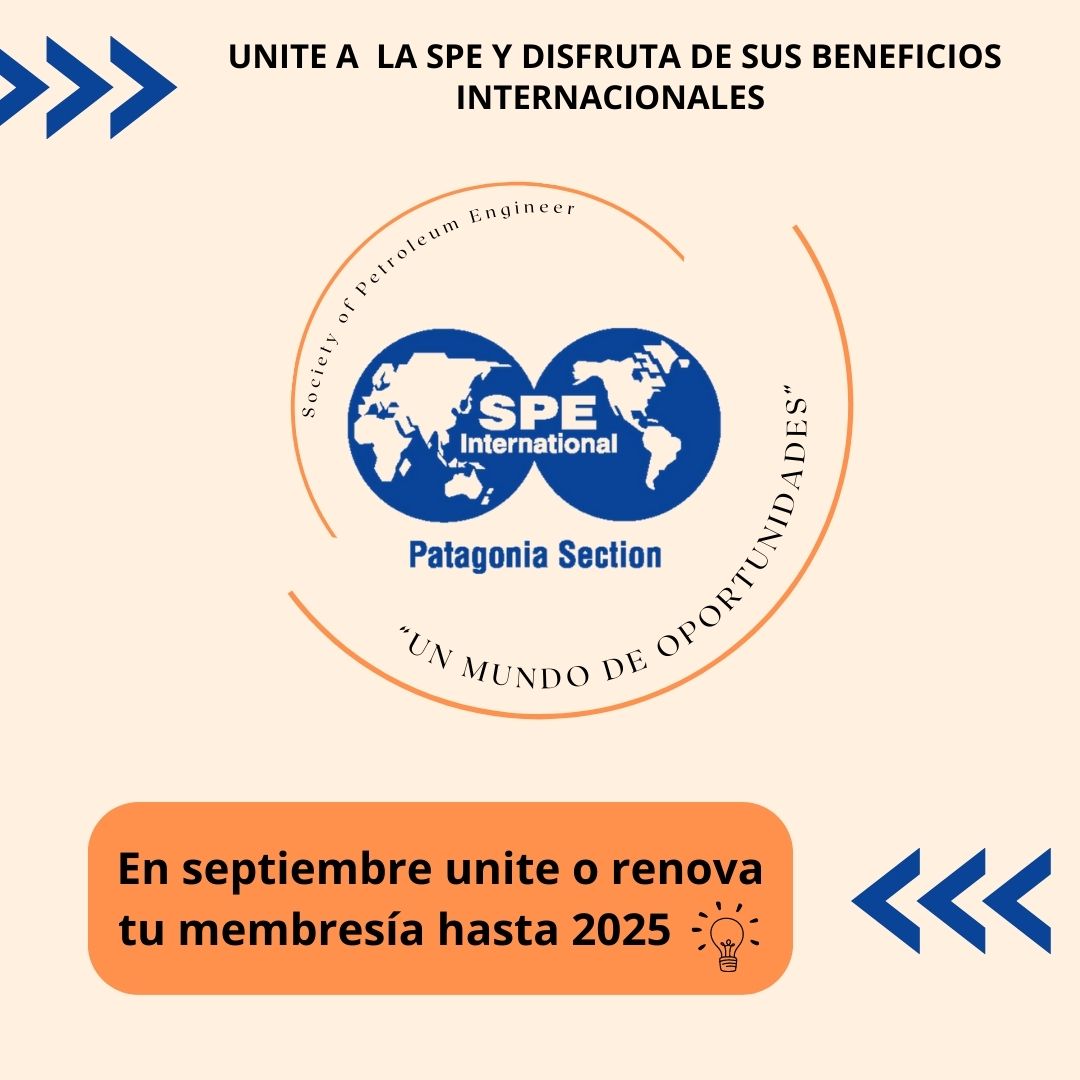 UNITE A LA SPE Y DISFRUTA DE SUS BENEFICIOS
INTERNACIONALES
Society of Petroleum Engineer
SPE
International
Patagonia Section
“UN MUNDO DE OPORTUNIDADES”
En septiembre unite o renova
tu membresía hasta 2025